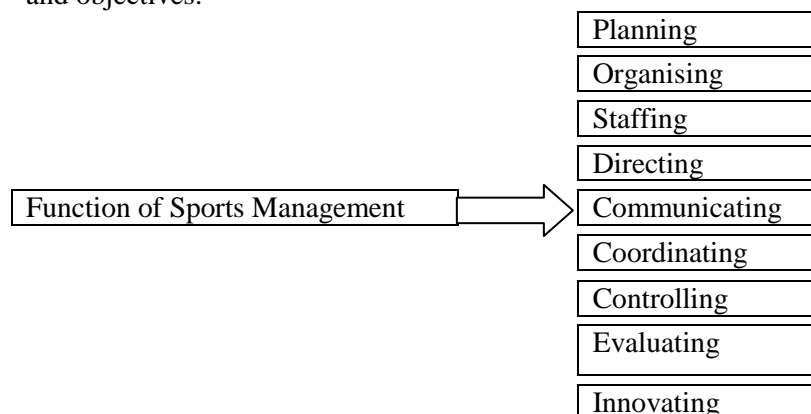 and objectives.
Planning
Organising
Staffing
Directing
Function of Sports Management
Communicating
Coordinating
Controlling
Evaluating
Innovating